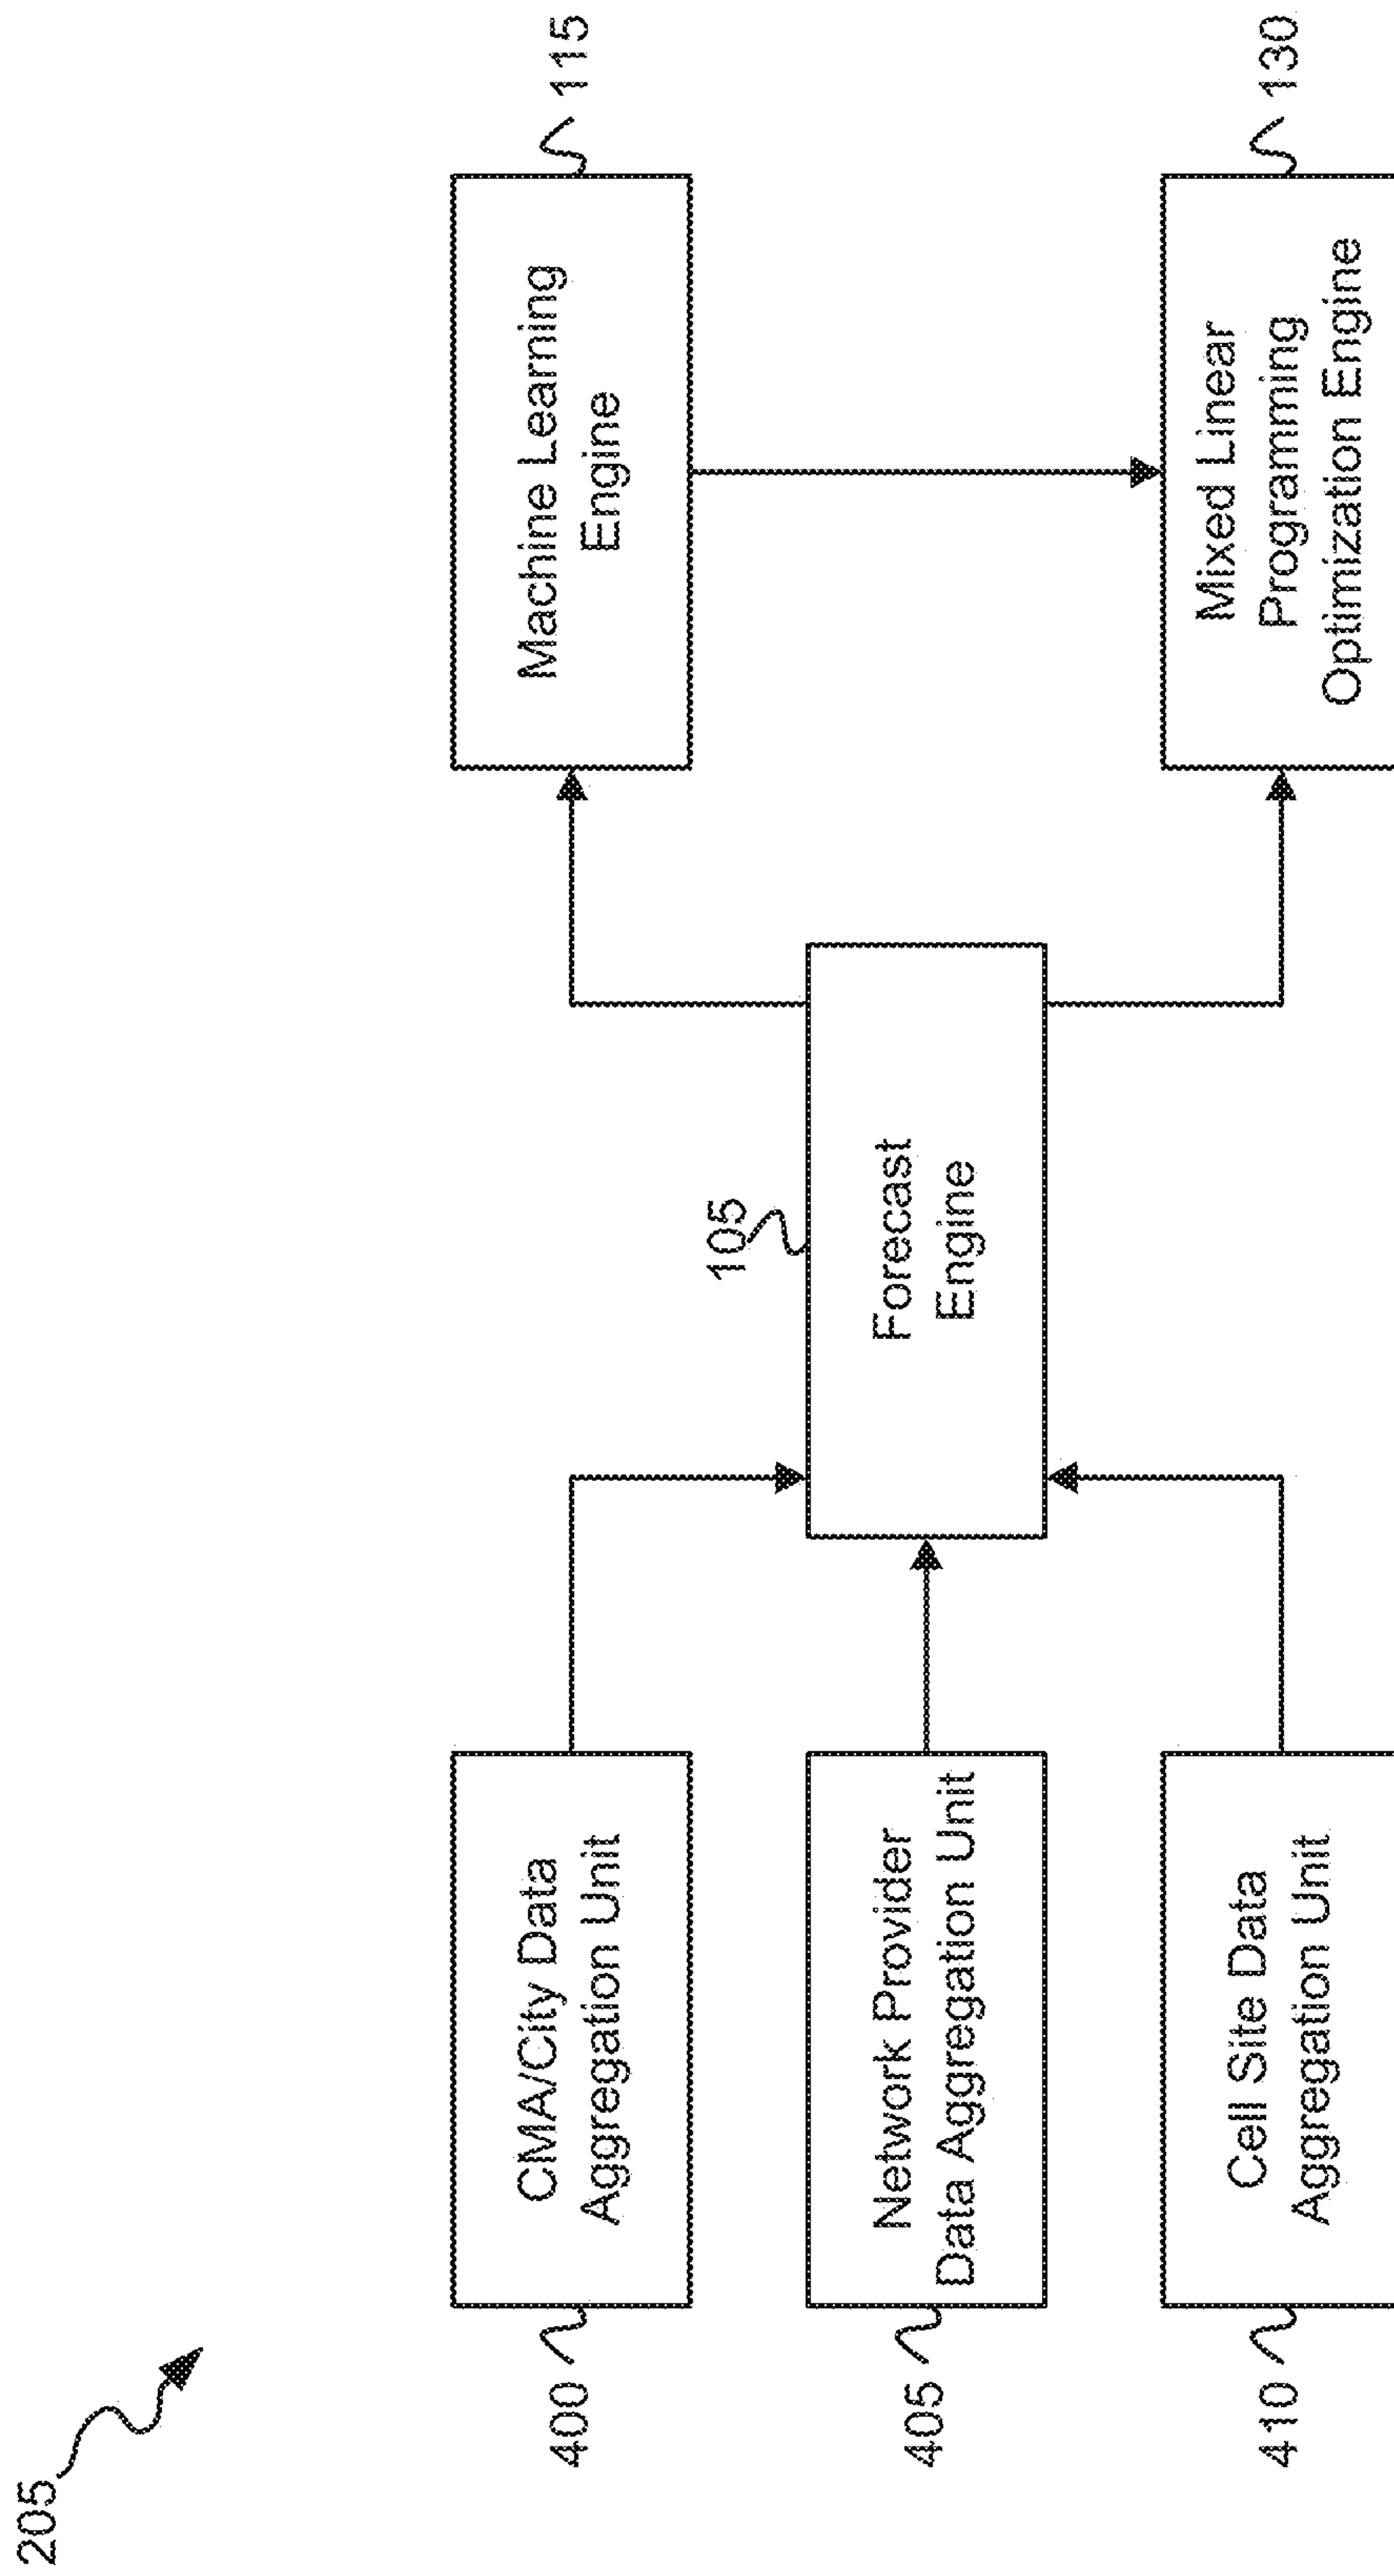 205
400
CMA/City Data
Aggregation Unit
405
Network Provider
Data Aggregation Unit
410
Cell Site Data
Aggregation Unit
105
Forecast
Engine
Machine Learning
Engine
115
Mixed Linear
Programming
Optimization Engine
130